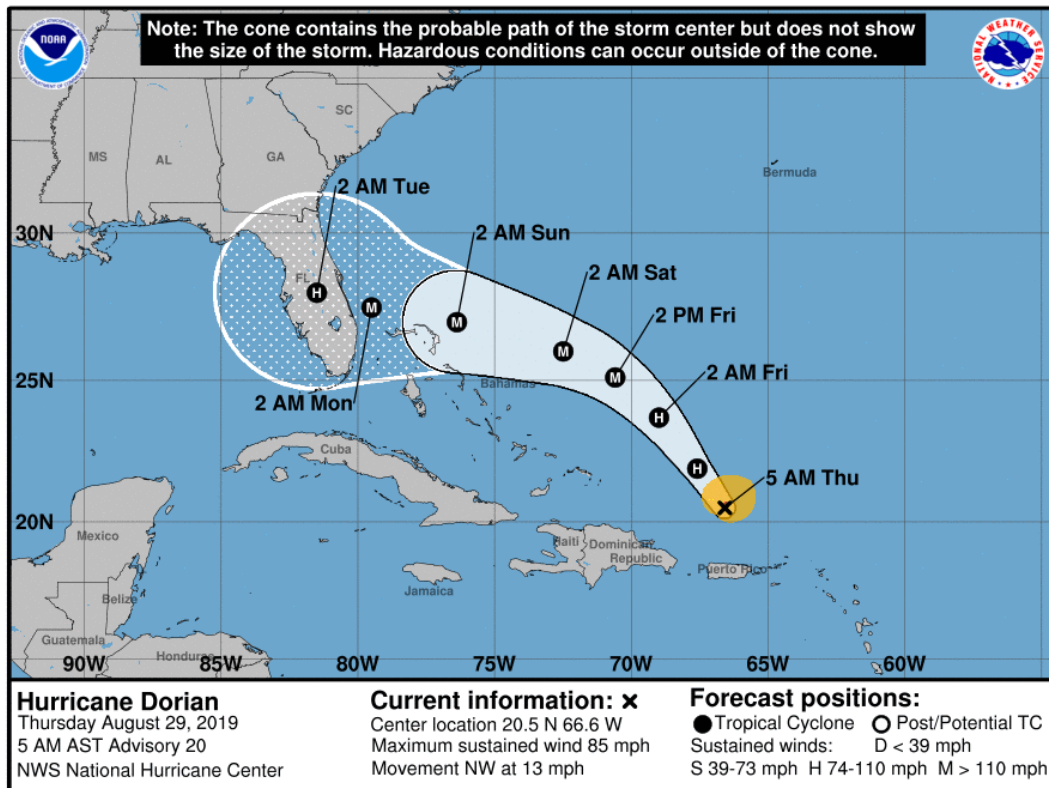 Note: The cone contains the probable path of the storm center but does not show
the size of the storm. Hazardous conditions can occur outside of the cone.
NOAA
NATIONAL WEATHER SERVICE
SC
MS
AL
GA
Bermuda
2 AM Tue
30N
2 AM Sun
2 AM Sat
FL
H
M
M
2 PM Fri
M
M
25N
2 AM Mon
Bahamas
2 AM Fri
H
Cuba
H
5 AM Thu
20N
Mexico
Haiti
Dominican
Republic
Puerto Rico
Jamaica
Belize
Guatemala
Honduras
90W
85W
80W
75W
70W
65W
60W
Hurricane Dorian
Thursday August 29, 2019
5 AM AST Advisory 20
NWS National Hurricane Center
Current information: ×
Center location 20.5 N 66.6 W
Maximum sustained wind 85 mph
Movement NW at 13 mph
Forecast positions:
Tropical Cyclone Post/Potential TC
Sustained winds: D < 39 mph
S 39-73 mph H 74-110 mph M > 110 mph